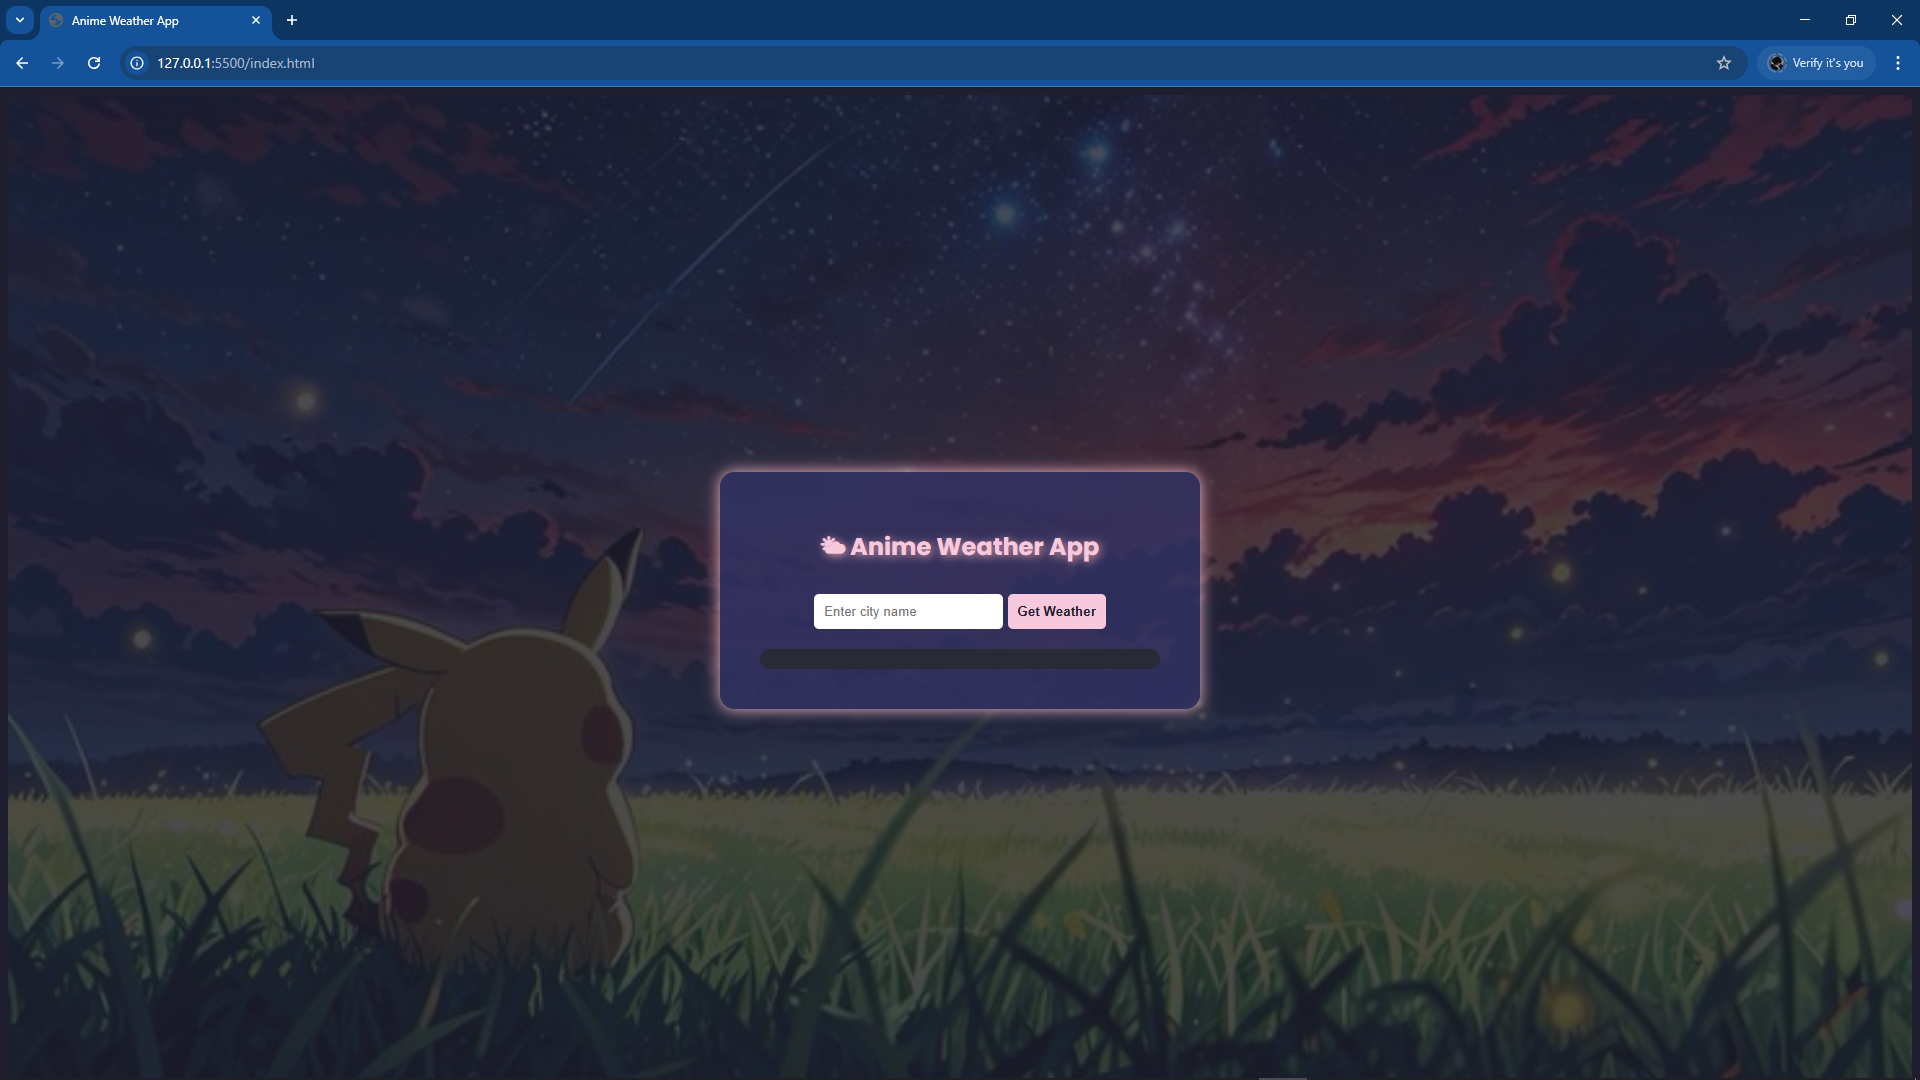 Anime Weather App
127.0.0.1:5500/index.html
Verify it's you
🌥 Anime Weather App
Enter city name
Get Weather